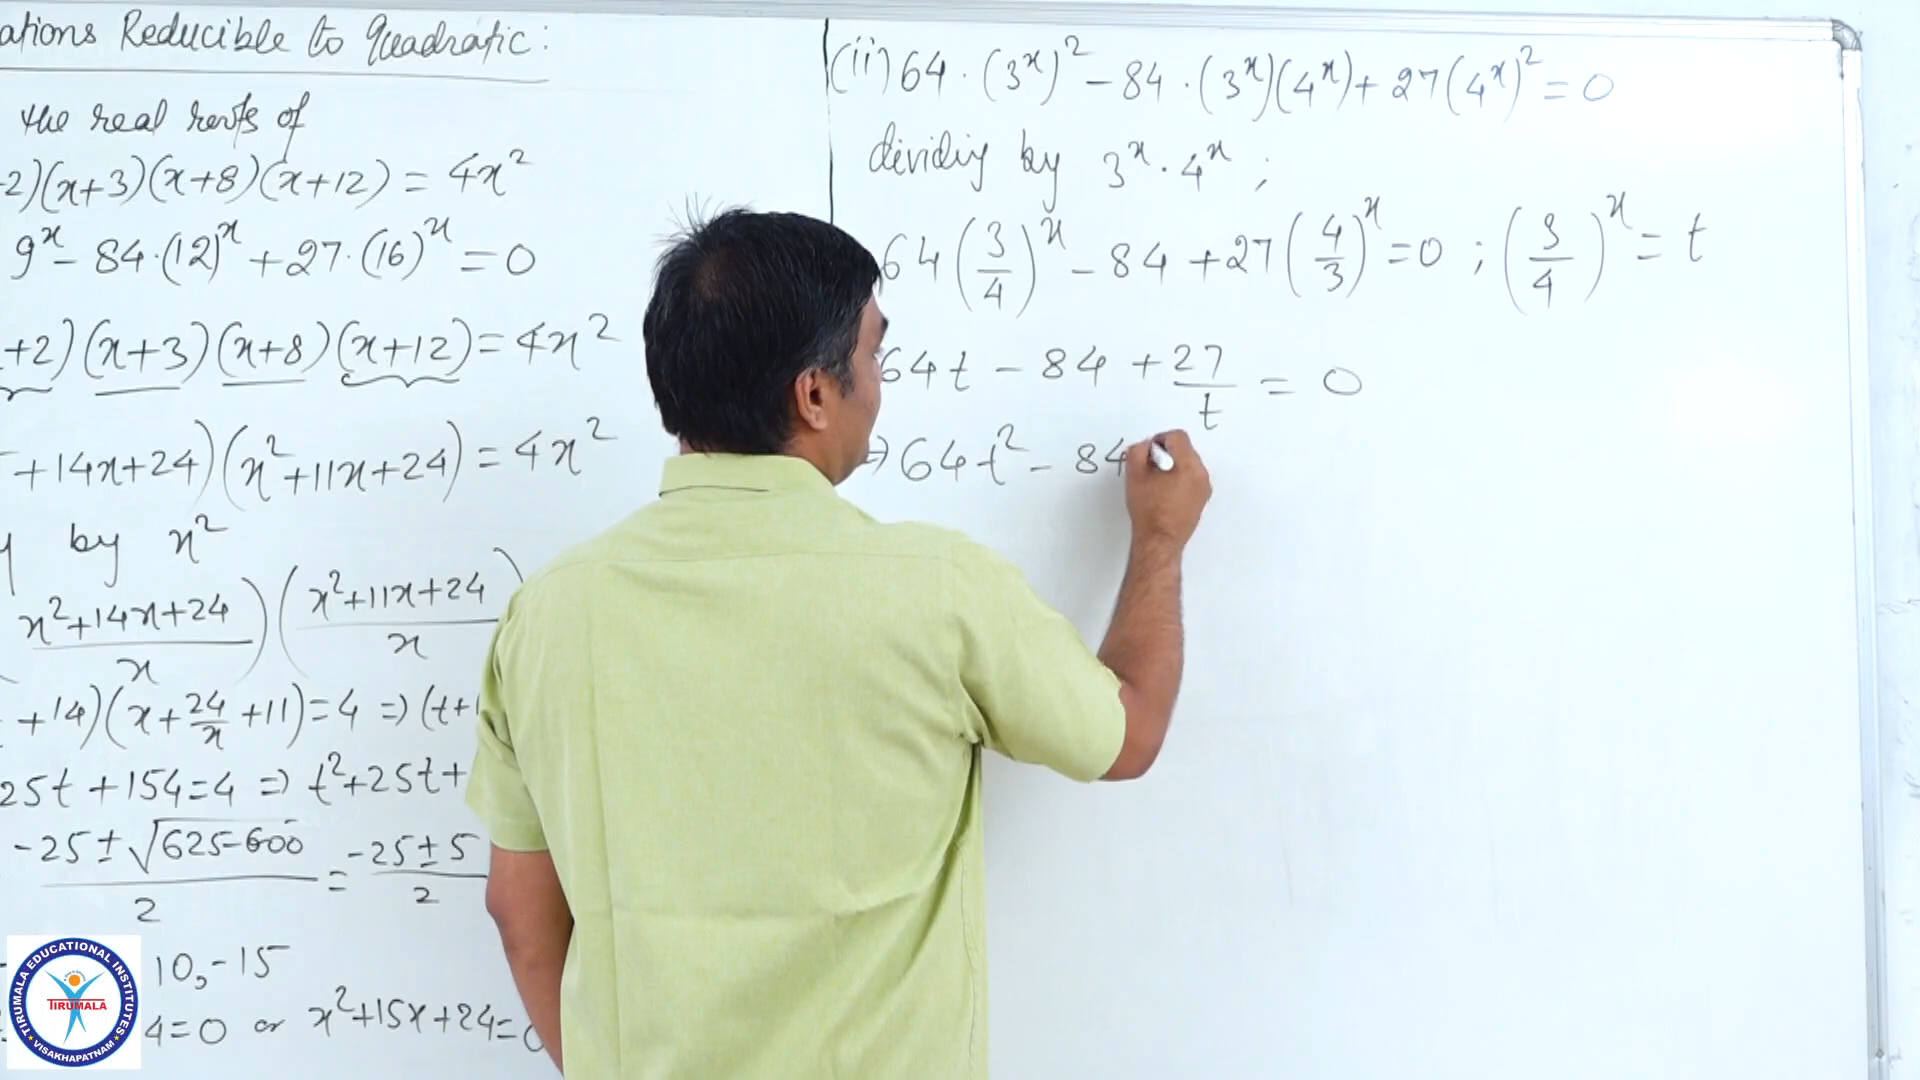 ations Reducible to Quadratic:
the real roots of
2)(x+3)(x+8)(x+12) = 4x²
9^x - 84·(12)^x + 27·(16)^x = 0
+2)(x+3)(x+8)(x+12) = 4x²
+14x+24)(x²+11x+24) = 4x²
by x²
x²+14x+24/x)(x²+11x+24/x
+14)(x+24/x+11)=4 => (t+1
25t+154=4 => t²+25t+
-25±√625-600/2 = -25±5/2
10,-15
4=0 or x²+15x+24=0
(ii) 64·(3^x)² - 84·(3^x)(4^x) + 27(4^x)² = 0
dividiy by 3^x·4^x ;
64(3/4)^x - 84 + 27(4/3)^x = 0 ; (3/4)^x = t
64t - 84 + 27/t = 0
=> 64t² - 84
TIRUMALA EDUCATIONAL INSTITUTES
TIRUMALA
VISAKHAPATNAM